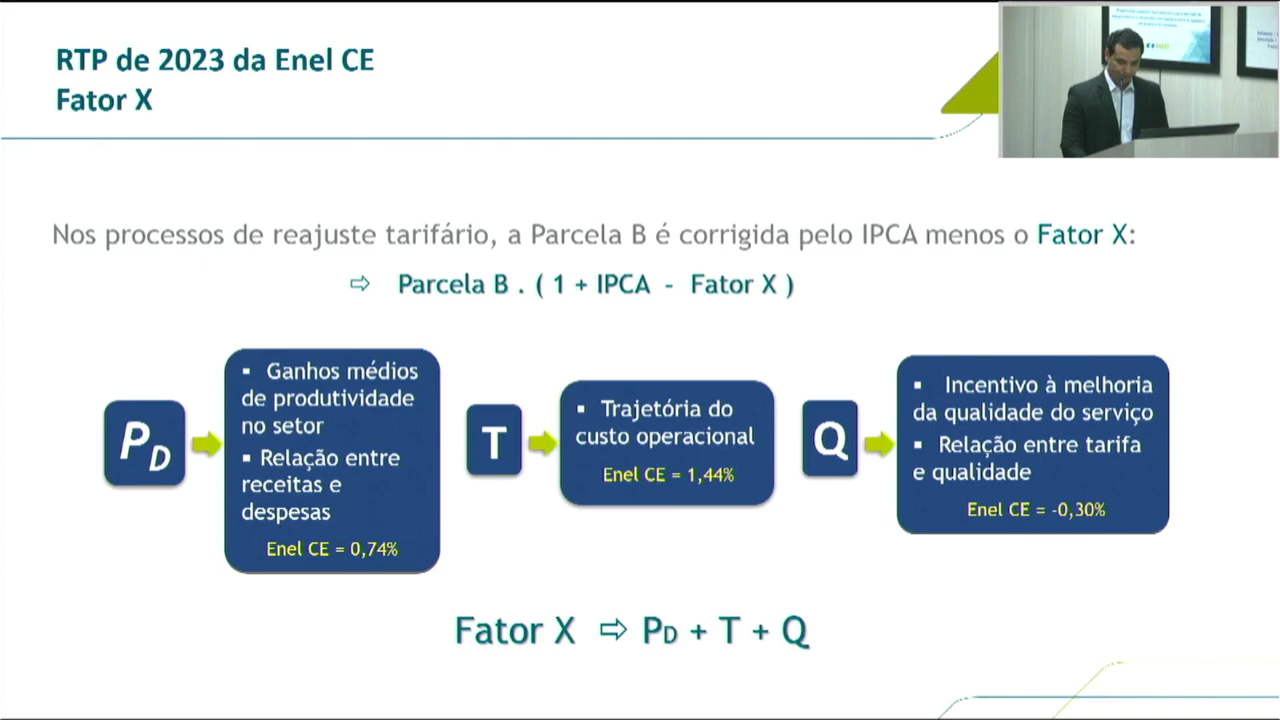 RTP de 2023 da Enel CE
Fator X
Nos processos de reajuste tarifário, a Parcela B é corrigida pelo IPCA menos o Fator X:
⇨ Parcela B . ( 1 + IPCA - Fator X )
PD
▪ Ganhos médios
de produtividade
no setor
▪ Relação entre
receitas e
despesas
Enel CE = 0,74%
T
▪ Trajetória do
custo operacional
Enel CE = 1,44%
Q
▪ Incentivo à melhoria
da qualidade do serviço
▪ Relação entre tarifa
e qualidade
Enel CE = -0,30%
Fator X ⇨ PD + T + Q